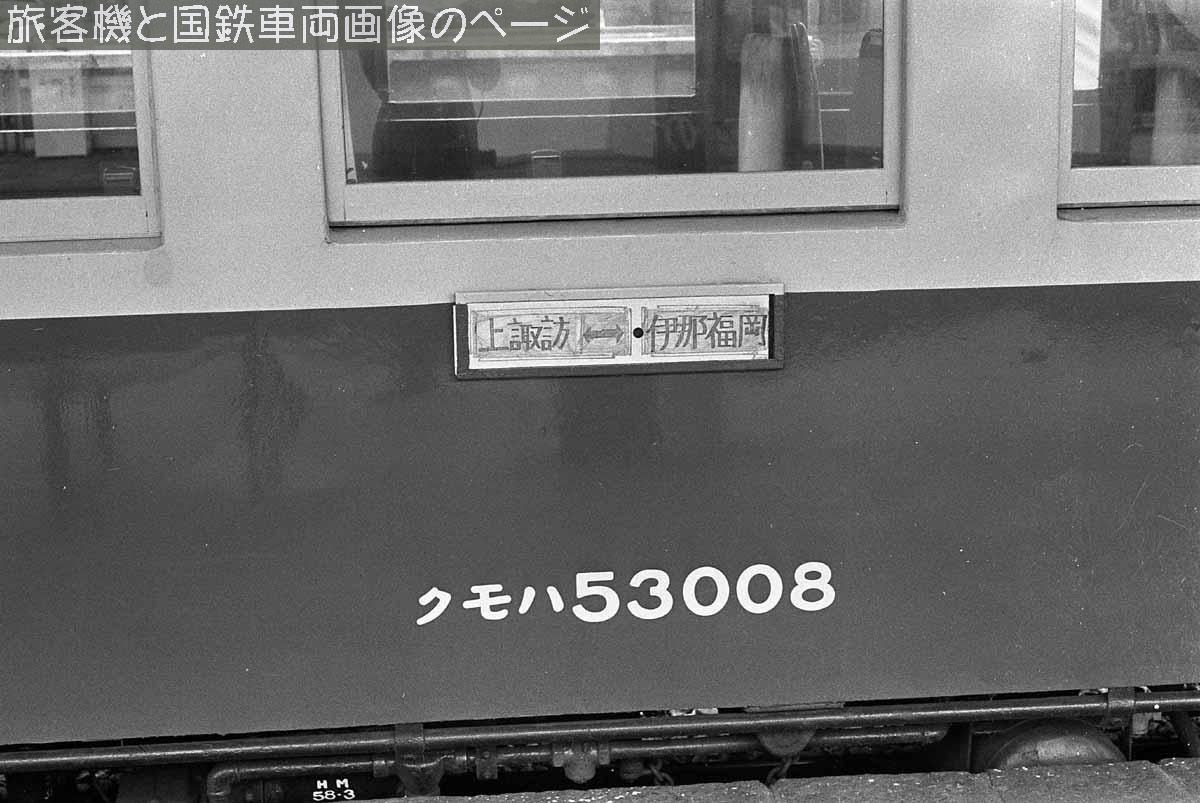 旅客機と国鉄車両画像のページ
上諏訪 ↔ 伊那福岡
クモハ53008
HM
58-3